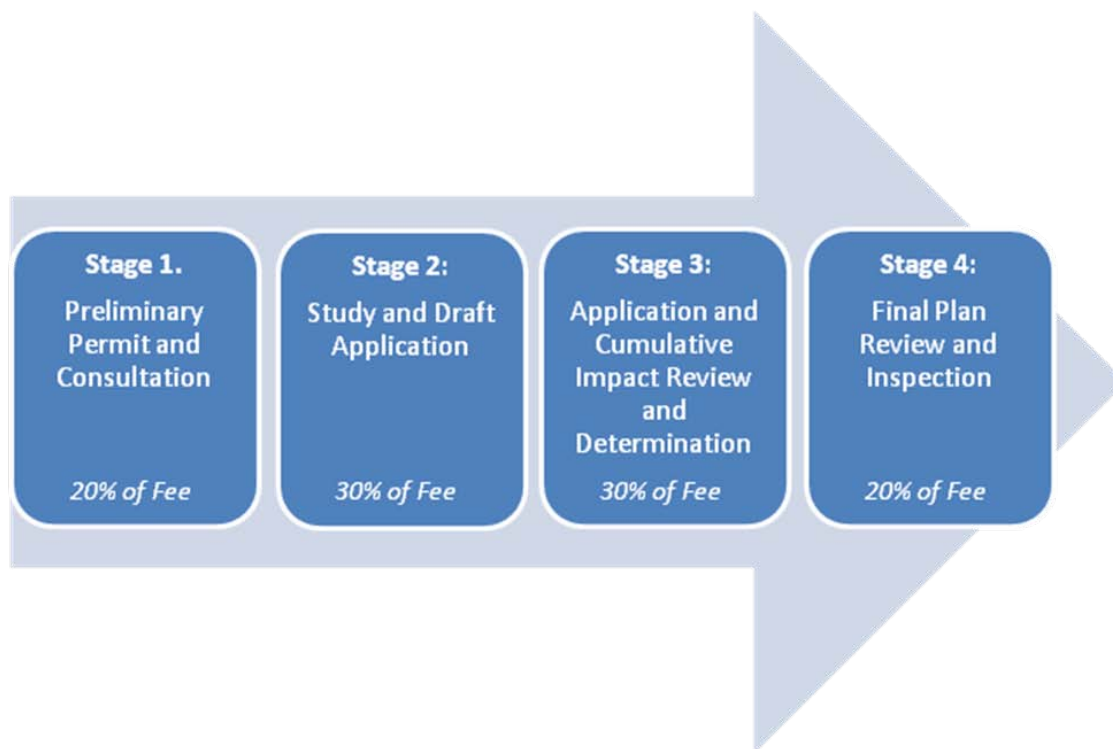 Stage 1.
Preliminary
Permit and
Consultation
20% of Fee
Stage 2:
Study and Draft
Application
30% of Fee
Stage 3:
Application and
Cumulative
Impact Review
and
Determination
30% of Fee
Stage 4:
Final Plan
Review and
Inspection
20% of Fee